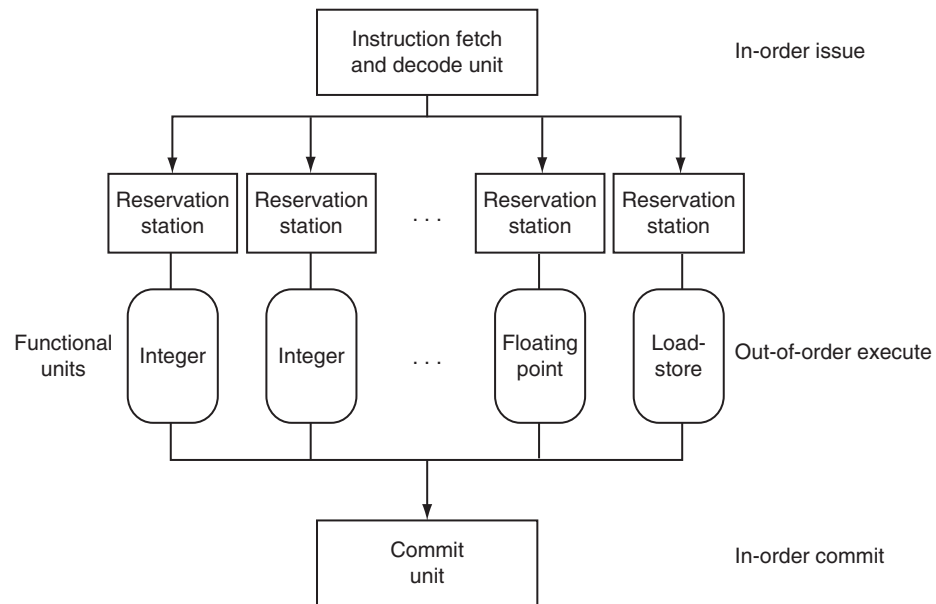 Instruction fetch
and decode unit
In-order issue
Reservation
station
Reservation
station
. . .
Reservation
station
Reservation
station
Functional
units
Integer
Integer
. . .
Floating
point
Load-
store
Out-of-order execute
Commit
unit
In-order commit